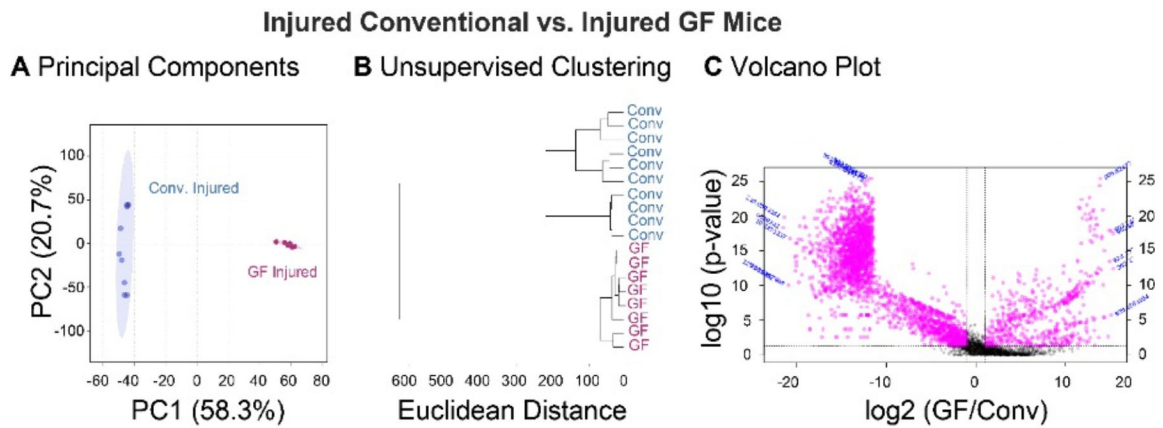 Injured Conventional vs. Injured GF Mice
A Principal Components
B Unsupervised Clustering
C Volcano Plot
PC2 (20.7%)
100
50
0
-50
-100
Conv. Injured
GF Injured
-60
-40
-20
0
20
40
60
80
PC1 (58.3%)
Conv
Conv
Conv
Conv
Conv
Conv
Conv
Conv
Conv
Conv
GF
GF
GF
GF
GF
GF
GF
GF
600
500
400
300
200
100
0
Euclidean Distance
log10 (p-value)
25
20
15
10
5
0
25
20
15
10
5
0
-20
-10
0
10
20
log2 (GF/Conv)